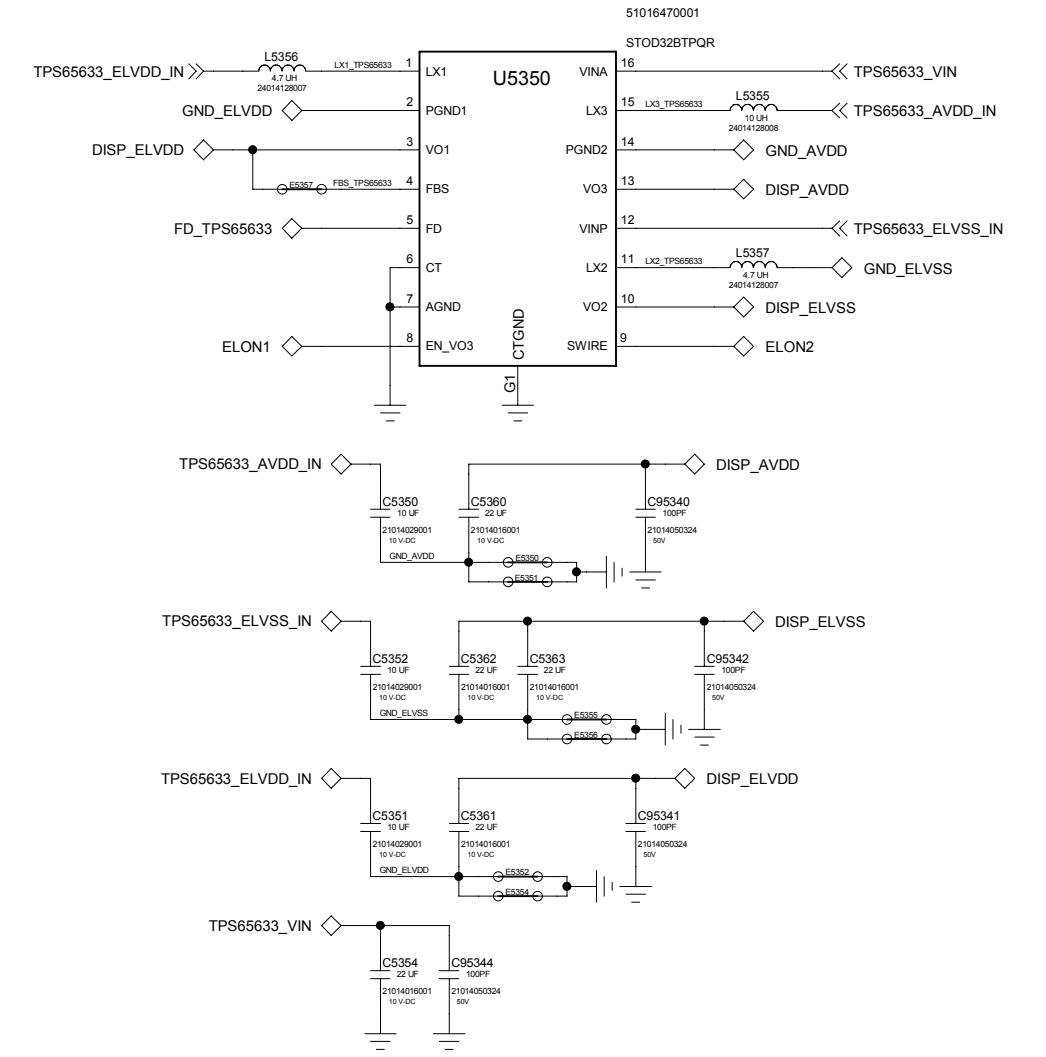 51016470001
STOD32BTPQR
U5350
TPS65633_ELVDD_IN
L5356
4.7 UH
24014128007
LX1_TPS65633
1
LX1
VINA
16
TPS65633_VIN
GND_ELVDD
2
PGND1
LX3
15
LX3_TPS65633
L5355
10 UH
24014128008
TPS65633_AVDD_IN
DISP_ELVDD
3
VO1
PGND2
14
GND_AVDD
E5357
FBS_TPS65633
4
FBS
VO3
13
DISP_AVDD
FD_TPS65633
5
FD
VINP
12
TPS65633_ELVSS_IN
6
CT
LX2
11
LX2_TPS65633
L5357
4.7 UH
24014128007
GND_ELVSS
7
AGND
VO2
10
DISP_ELVSS
ELON1
8
EN_VO3
SWIRE
9
ELON2
CTGND
G1
TPS65633_AVDD_IN
DISP_AVDD
C5350
10 UF
21014029001
10 V-DC
C5360
22 UF
21014016001
10 V-DC
C95340
100PF
21014050324
50V
GND_AVDD
E5350
E5351
TPS65633_ELVSS_IN
DISP_ELVSS
C5352
10 UF
21014029001
10 V-DC
C5362
22 UF
21014016001
10 V-DC
C5363
22 UF
21014016001
10 V-DC
C95342
100PF
21014050324
50V
GND_ELVSS
E5355
E5356
TPS65633_ELVDD_IN
DISP_ELVDD
C5351
10 UF
21014029001
10 V-DC
C5361
22 UF
21014016001
10 V-DC
C95341
100PF
21014050324
50V
GND_ELVDD
E5352
E5354
TPS65633_VIN
C5354
22 UF
21014016001
10 V-DC
C95344
100PF
21014050324
50V